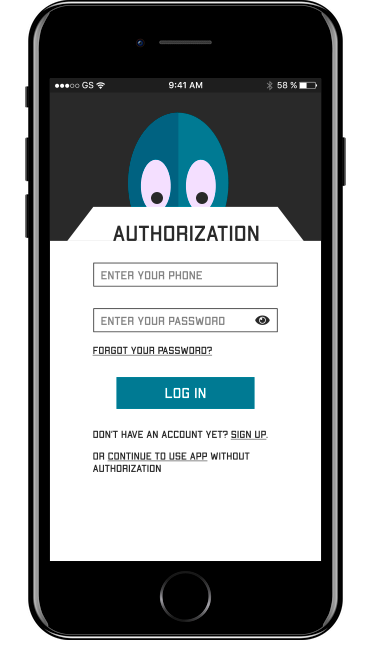 GS 9:41 AM 58 %
AUTHORIZATION
ENTER YOUR PHONE
ENTER YOUR PASSWORD
FORGOT YOUR PASSWORD?
LOG IN
DON'T HAVE AN ACCOUNT YET? SIGN UP.
OR CONTINUE TO USE APP WITHOUT
AUTHORIZATION